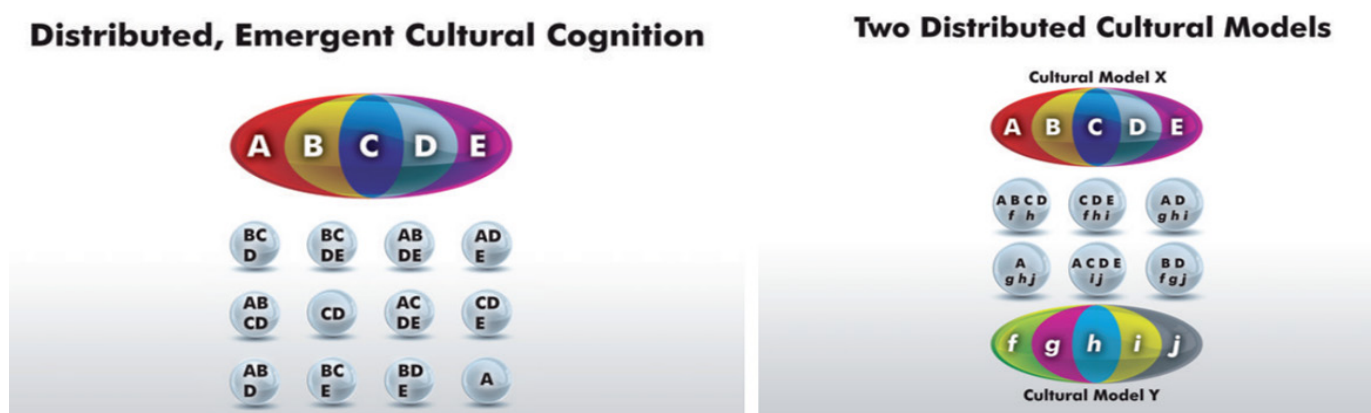 Distributed, Emergent Cultural Cognition
A B C D E
BC
D
BC
DE
AB
DE
AD
E
AB
CD
CD
AC
DE
CD
E
AB
D
BC
E
BD
E
A
Two Distributed Cultural Models
Cultural Model X
A B C D E
A B C D
f h
C D E
f h i
A D
g h i
A
g h j
A C D E
i j
B D
f g j
f g h i j
Cultural Model Y